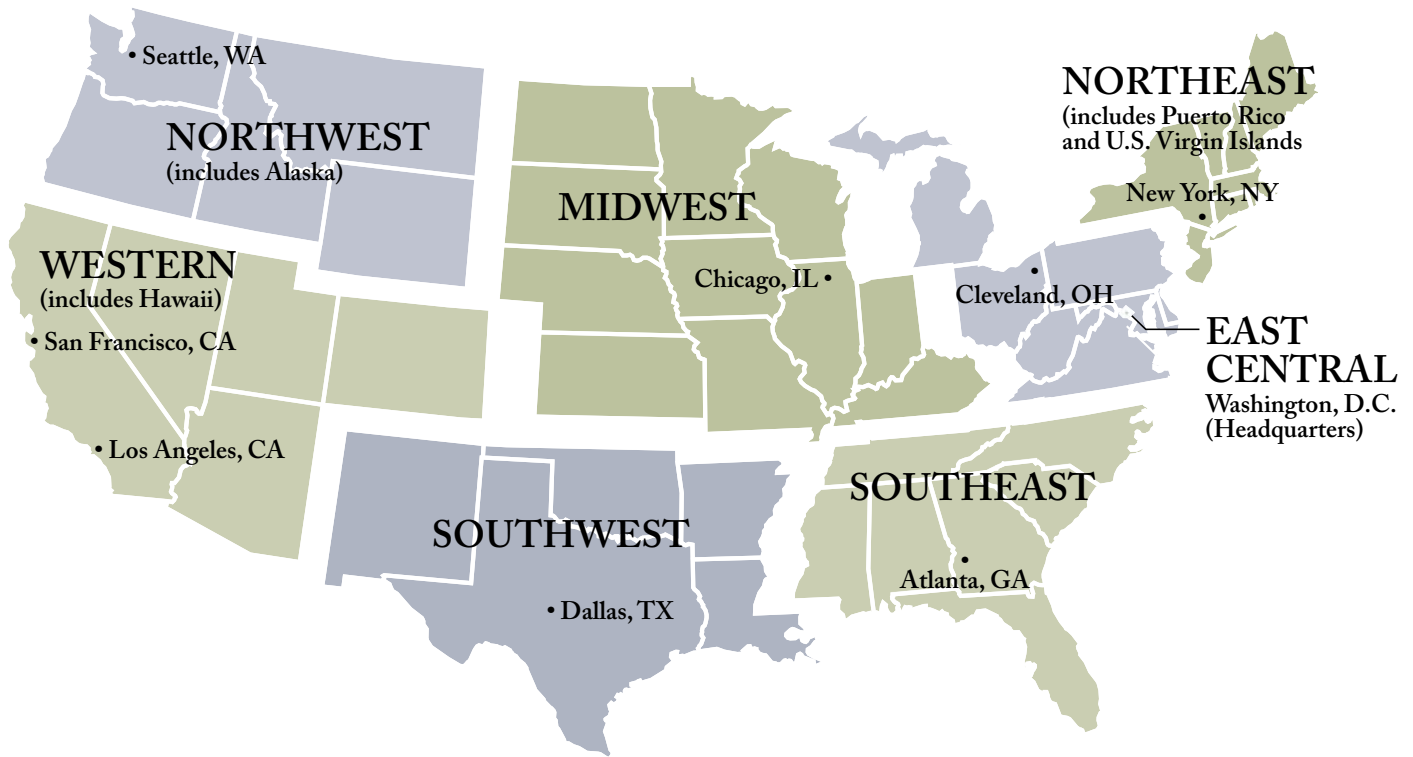 • Seattle, WA
NORTHWEST
(includes Alaska)
WESTERN
(includes Hawaii)
• San Francisco, CA
• Los Angeles, CA
MIDWEST
Chicago, IL •
SOUTHWEST
• Dallas, TX
NORTHEAST
(includes Puerto Rico
and U.S. Virgin Islands
New York, NY
•
•
Cleveland, OH
EAST
CENTRAL
Washington, D.C.
(Headquarters)
SOUTHEAST
•
Atlanta, GA